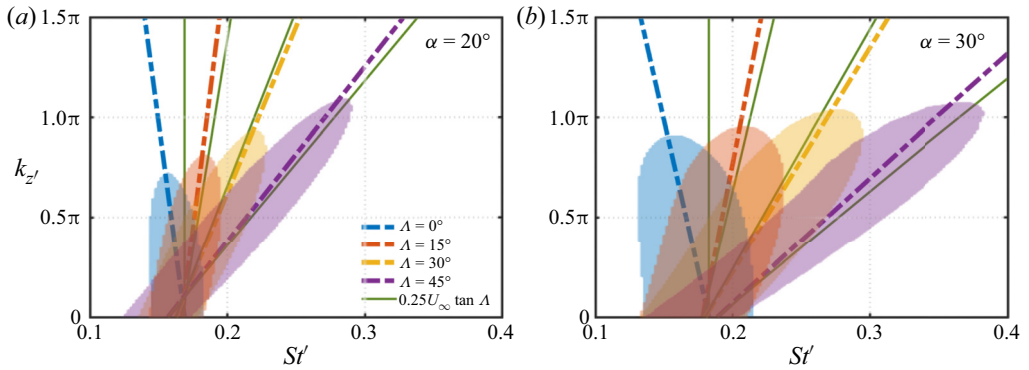 (a)
α = 20°
1.5π
1.0π
k_z′
0.5π
0
Λ = 0°
Λ = 15°
Λ = 30°
Λ = 45°
0.25U∞ tan Λ
0.1 0.2 0.3 0.4
St′
(b)
α = 30°
1.5π
1.0π
0.5π
0
0.1 0.2 0.3 0.4
St′